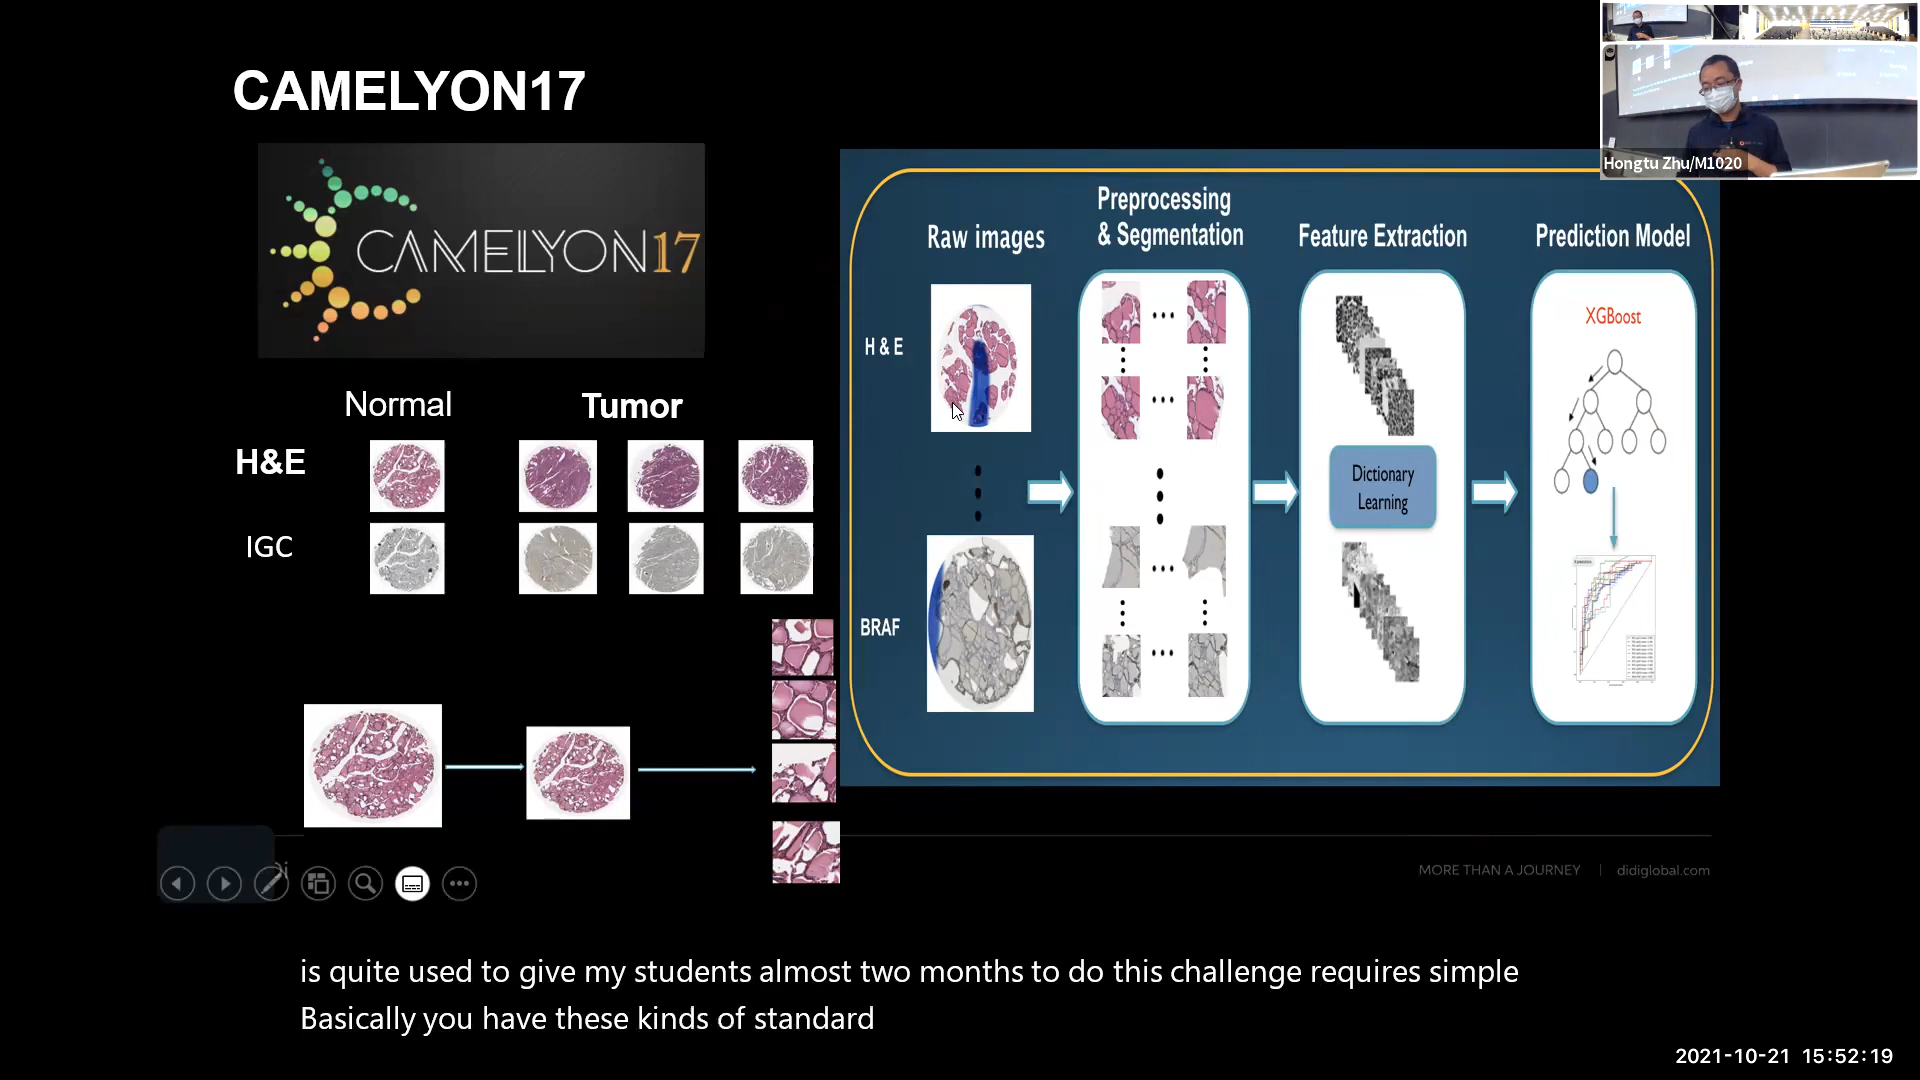 CAMELYON17
CAMELYON17
Normal
Tumor
H&E
IGC
Raw images
Preprocessing
& Segmentation
Feature Extraction
Prediction Model
H & E
BRAF
Dictionary
Learning
XGBoost
Hongtu Zhu/M1020
MORE THAN A JOURNEY | didiglobal.com
is quite used to give my students almost two months to do this challenge requires simple
Basically you have these kinds of standard
2021-10-21 15:52:19